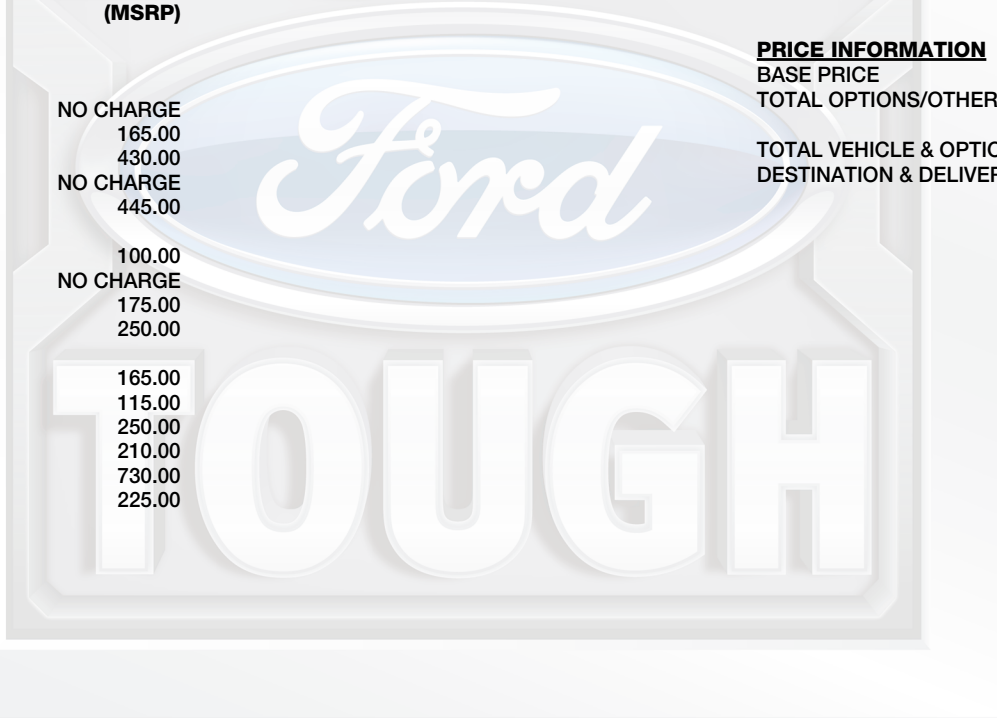 (MSRP)
NO CHARGE
165.00
430.00
NO CHARGE
445.00
100.00
NO CHARGE
175.00
250.00
165.00
115.00
250.00
210.00
730.00
225.00
PRICE INFORMATION
BASE PRICE
TOTAL OPTIONS/OTHER
TOTAL VEHICLE & OPTIO
DESTINATION & DELIVER
Ford
TOUGH